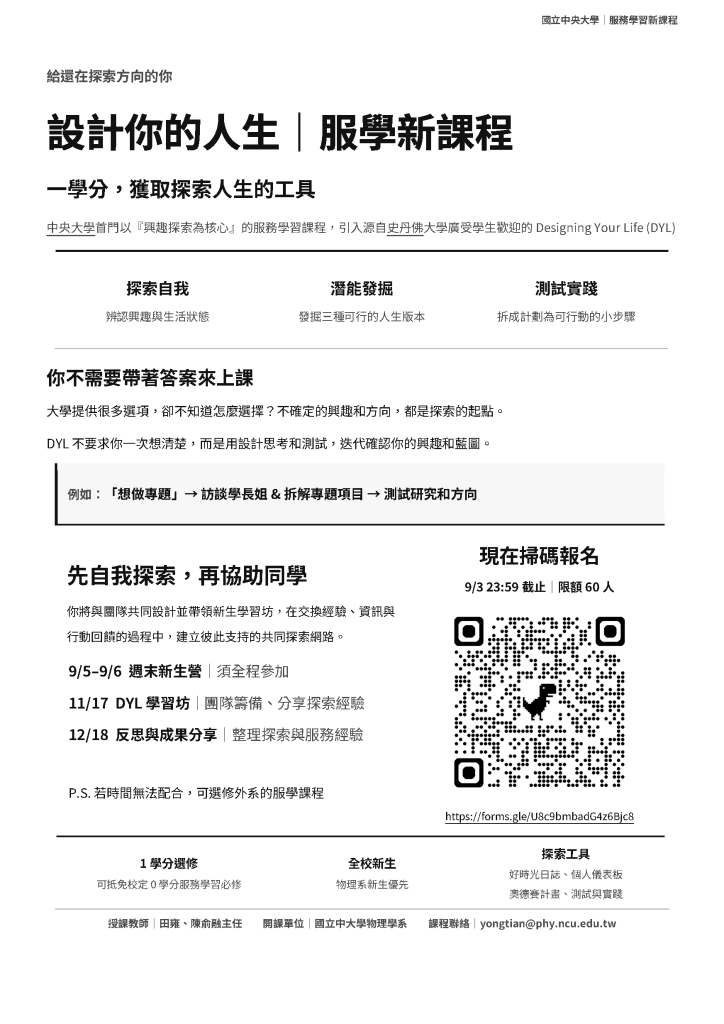 國立中央大學｜服務學習新課程
給還在探索方向的你
設計你的人生｜服學新課程
一學分，獲取探索人生的工具
中央大學首門以『興趣探索為核心』的服務學習課程，引入源自史丹佛大學廣受學生歡迎的 Designing Your Life (DYL)
探索自我
潛能發掘
測試實踐
辨認興趣與生活狀態
發掘三種可行的人生版本
拆成計劃為可行動的小步驟
你不需要帶著答案來上課
大學提供很多選項，卻不知道怎麼選擇？不確定的興趣和方向，都是探索的起點。
DYL 不要求你一次想清楚，而是用設計思考和測試，迭代確認你的興趣和藍圖。
例如：「想做專題」→ 訪談學長姐 & 拆解專題項目 → 測試研究和方向
先自我探索，再協助同學
你將與團隊共同設計並帶領新生學習坊，在交換經驗、資訊與
行動回饋的過程中，建立彼此支持的共同探索網路。
9/5–9/6 週末新生營｜須全程參加
11/17 DYL 學習坊｜團隊籌備、分享探索經驗
12/18 反思與成果分享｜整理探索與服務經驗
P.S. 若時間無法配合，可選修外系的服學課程
現在掃碼報名
9/3 23:59 截止｜限額 60 人
https://forms.gle/U8c9bmbadG4z6Bjc8
1 學分選修
可抵免校定 0 學分服務學習必修
全校新生
物理系新生優先
探索工具
好時光日誌、個人儀表板
奧德賽計畫、測試與實踐
授課教師｜田雍、陳俞融主任 開課單位｜國立中大學物理學系 課程聯絡｜yongtian@phy.ncu.edu.tw